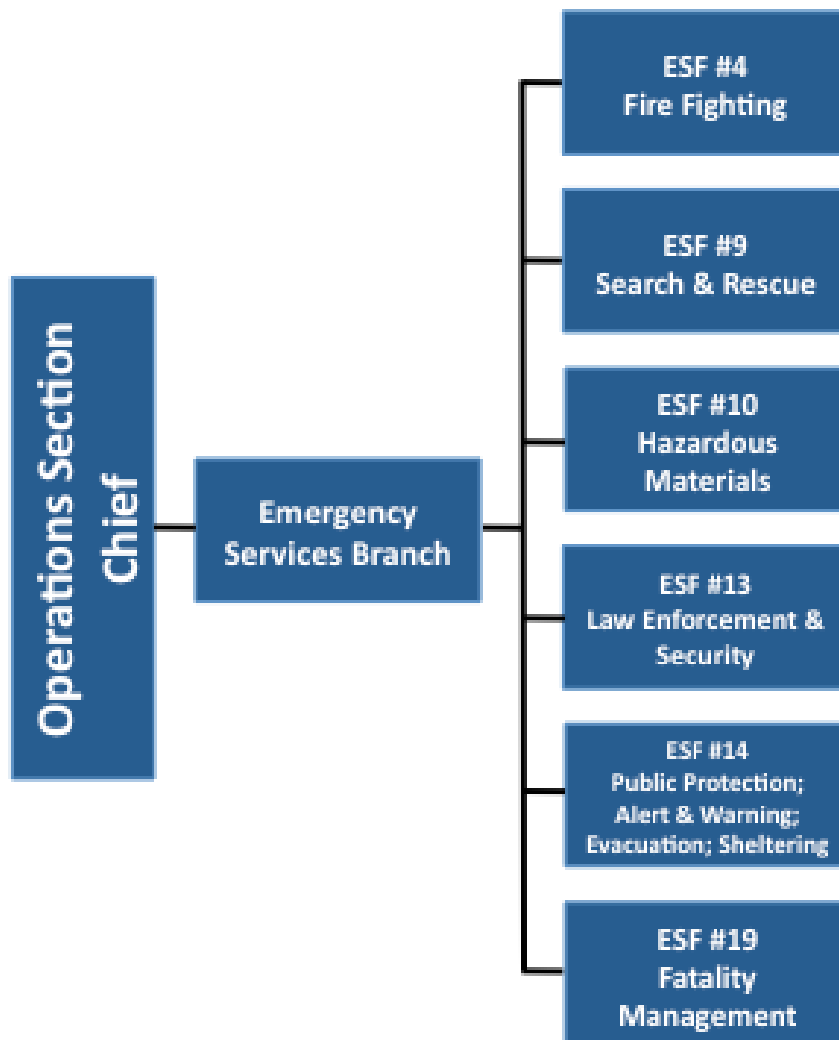 Operations Section
Chief
Emergency
Services Branch
ESF #4
Fire Fighting
ESF #9
Search & Rescue
ESF #10
Hazardous
Materials
ESF #13
Law Enforcement &
Security
ESF #14
Public Protection;
Alert & Warning;
Evacuation; Sheltering
ESF #19
Fatality
Management